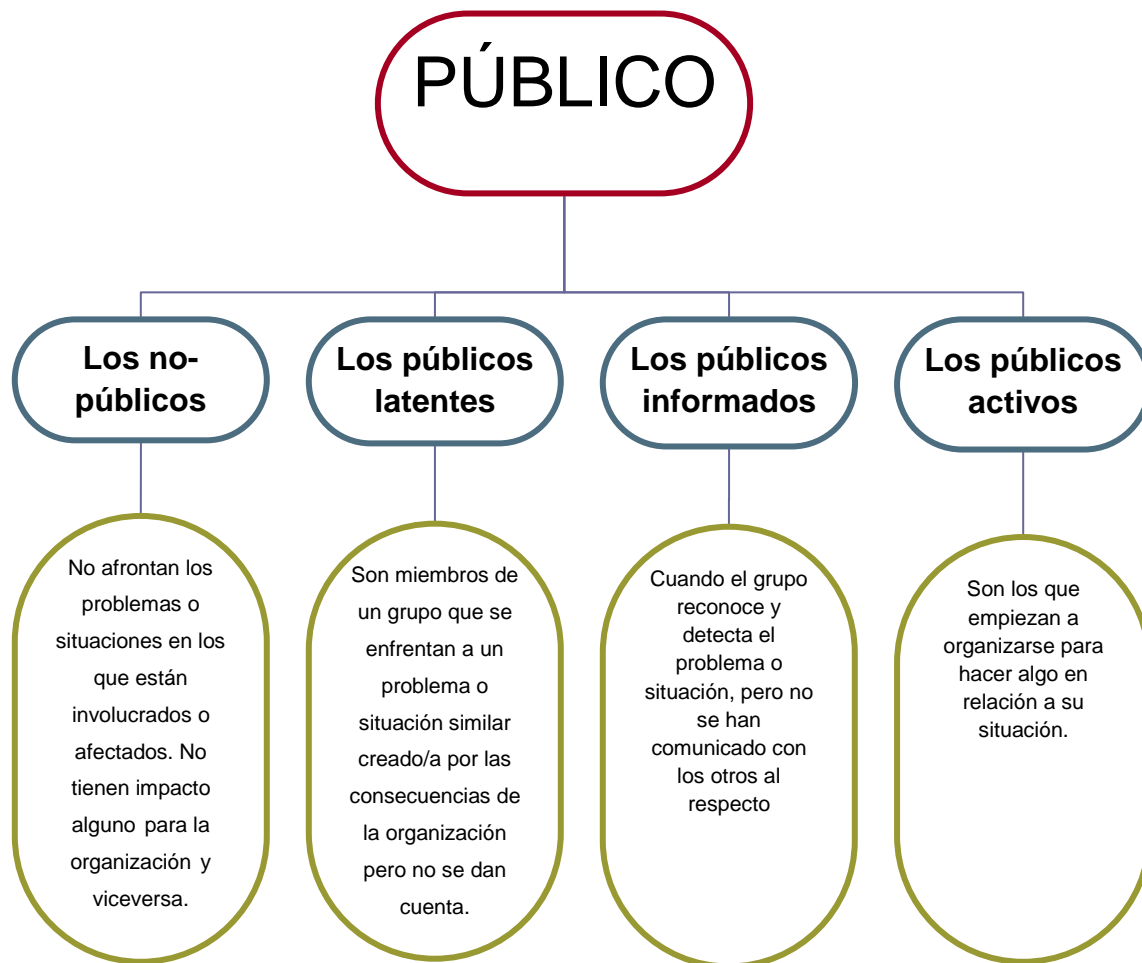 PÚBLICO
Los no-
públicos
Los públicos
latentes
Los públicos
informados
Los públicos
activos
No afrontan los
problemas o
situaciones en los
que están
involucrados o
afectados. No
tienen impacto
alguno para la
organización y
viceversa.
Son miembros de
un grupo que se
enfrentan a un
problema o
situación similar
creado/a por las
consecuencias de
la organización
pero no se dan
cuenta.
Cuando el grupo
reconoce y
detecta el
problema o
situación, pero no
se han
comunicado con
los otros al
respecto
Son los que
empiezan a
organizarse para
hacer algo en
relación a su
situación.